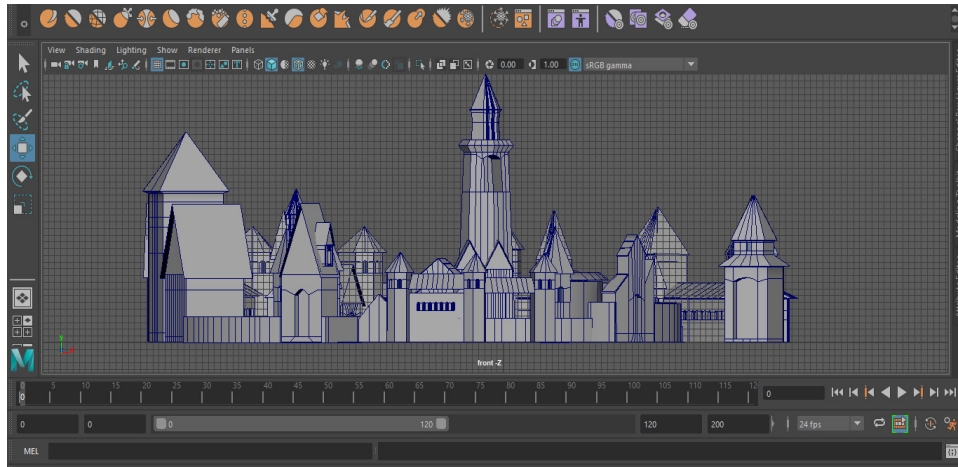 View Shading Lighting Show Renderer Panels
0.00 1.00 sRGB gamma
y
front -Z
0 5 10 15 20 25 30 35 40 45 50 55 60 65 70 75 80 85 90 95 100 105 110 115 12
0 0
0 0 0 120 120 200 24 fps
MEL